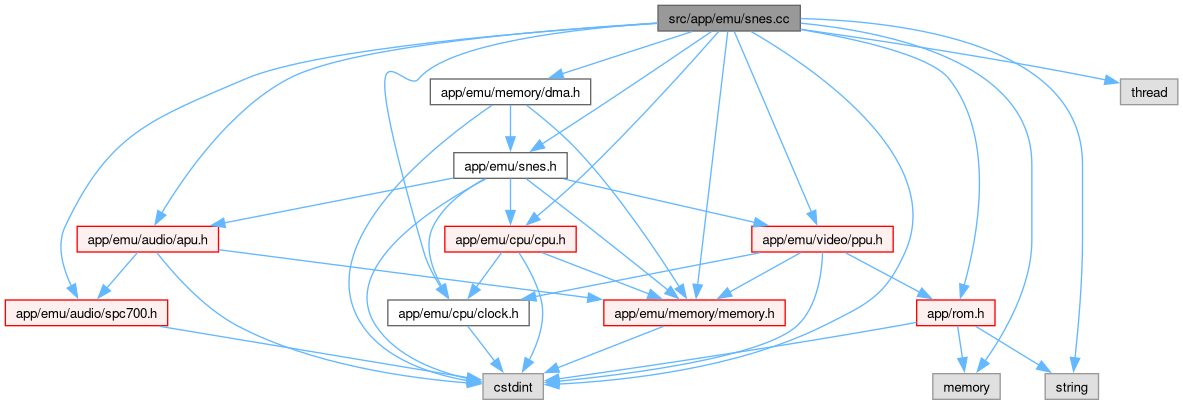 src/app/emu/snes.cc
app/emu/memory/dma.h
thread
app/emu/snes.h
app/emu/audio/apu.h
app/emu/cpu/cpu.h
app/emu/video/ppu.h
app/emu/audio/spc700.h
app/emu/cpu/clock.h
app/emu/memory/memory.h
app/rom.h
cstdint
memory
string